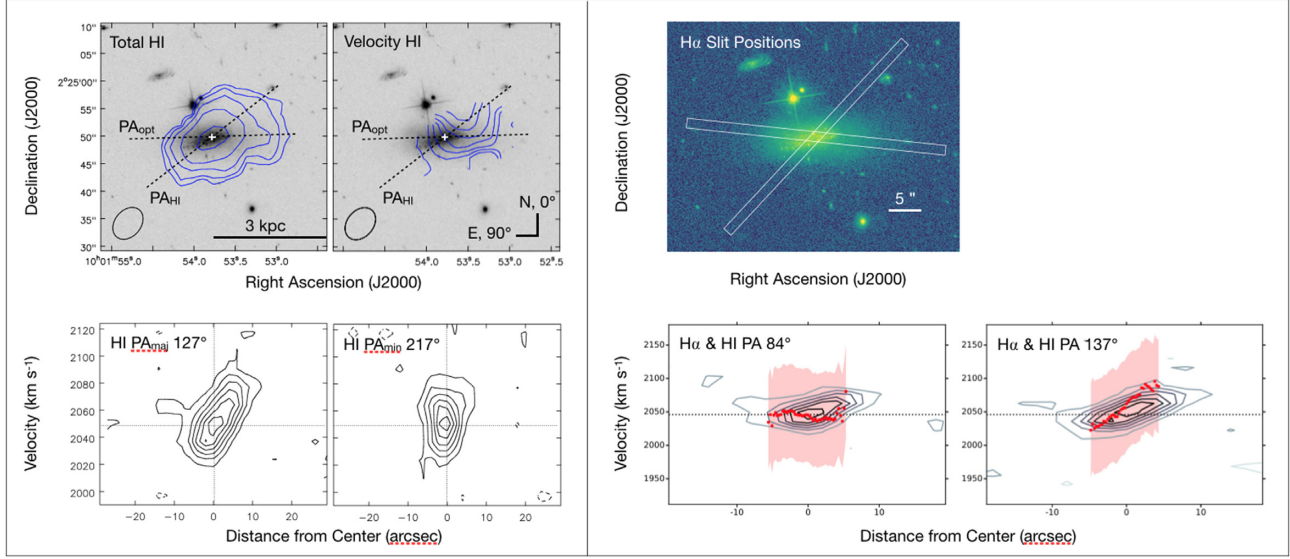 Total HI
Velocity HI
Hα Slit Positions
Declination (J2000)
10"
05"
2°25'00"
55"
50"
45"
40"
35"
30"
PAopt
PAHI
3 kpc
PAopt
PAHI
N, 0°
E, 90°
10ʰ01ᵐ55ˢ.0
54ˢ.0
53ˢ.5
53ˢ.0
54ˢ.0
53ˢ.5
53ˢ.0
52ˢ.5
Right Ascension (J2000)
Declination (J2000)
5 "
Right Ascension (J2000)
Velocity (km s⁻¹)
HI PAmaj 127°
2120
2100
2080
2060
2040
2020
2000
−20
−10
0
10
20
HI PAmin 217°
−20
−10
0
10
20
Distance from Center (arcsec)
Velocity (km s⁻¹)
Hα & HI PA 84°
2150
2100
2050
2000
1950
-10
0
10
Hα & HI PA 137°
2150
2100
2050
2000
1950
-10
0
10
Distance from Center (arcsec)